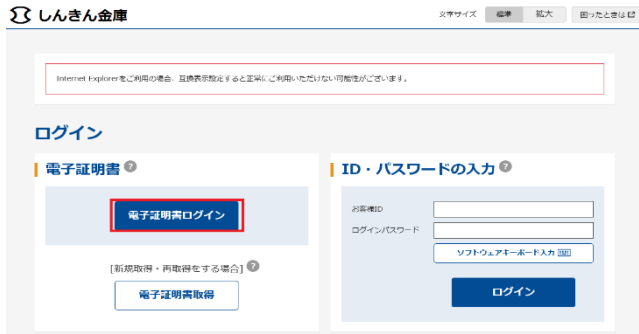 しんきん金庫
文字サイズ 標準 拡大 困ったときは
Internet Explorerをご利用の場合、互換表示設定すると正常にご利用いただけない可能性がございます。
ログイン
電子証明書 ?
電子証明書ログイン
[新規取得・再取得をする場合] ?
電子証明書取得
ID・パスワードの入力 ?
お客様ID
ログインパスワード
ソフトウェアキーボード入力
ログイン